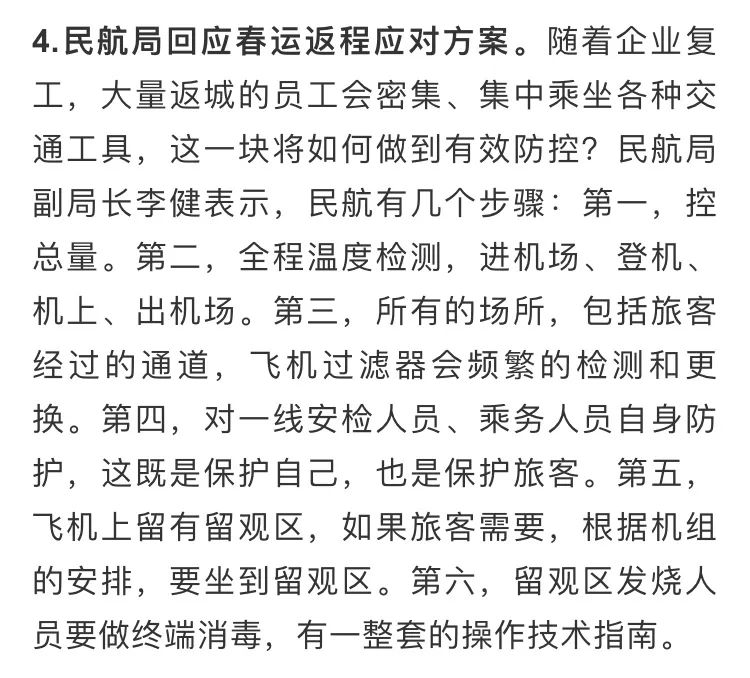 4.民航局回应春运返程应对方案。随着企业复
工，大量返城的员工会密集、集中乘坐各种交
通工具，这一块将如何做到有效防控？民航局
副局长李健表示，民航有几个步骤：第一，控
总量。第二，全程温度检测，进机场、登机、
机上、出机场。第三，所有的场所，包括旅客
经过的通道，飞机过滤器会频繁的检测和更
换。第四，对一线安检人员、乘务人员自身防
护，这既是保护自己，也是保护旅客。第五，
飞机上留有留观区，如果旅客需要，根据机组
的安排，要坐到留观区。第六，留观区发烧人
员要做终端消毒，有一整套的操作技术指南。